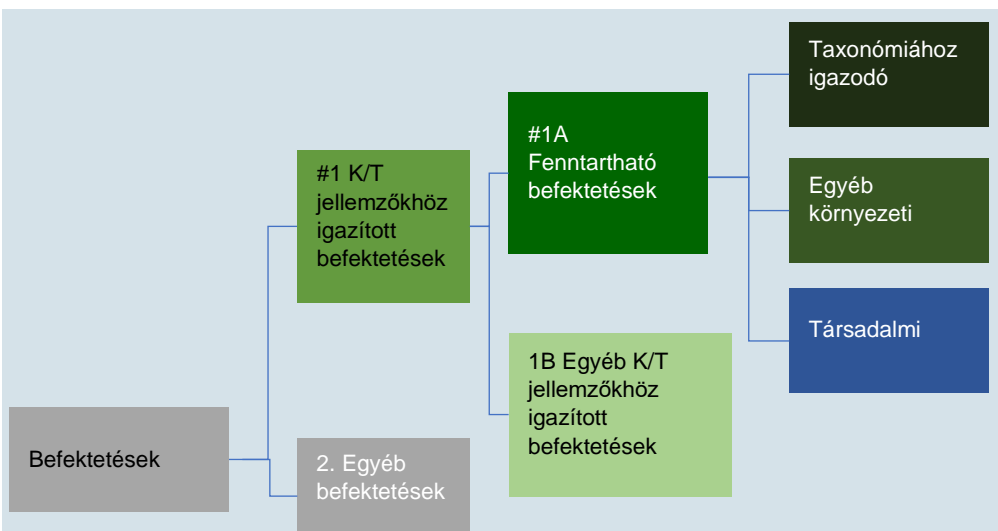 Taxonómiához
igazodó
#1A
Fenntartható
befektetések
#1 K/T
jellemzőkhöz
igazított
befektetések
Egyéb
környezeti
Társadalmi
1B Egyéb K/T
jellemzőkhöz
igazított
befektetések
Befektetések
2. Egyéb
befektetések